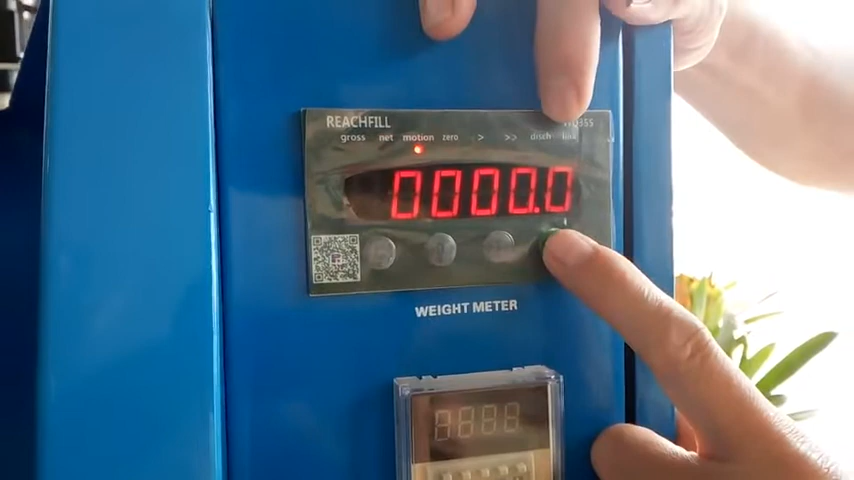 REACHFILL
gross net motion zero > >> disch
0000.0
WEIGHT METER